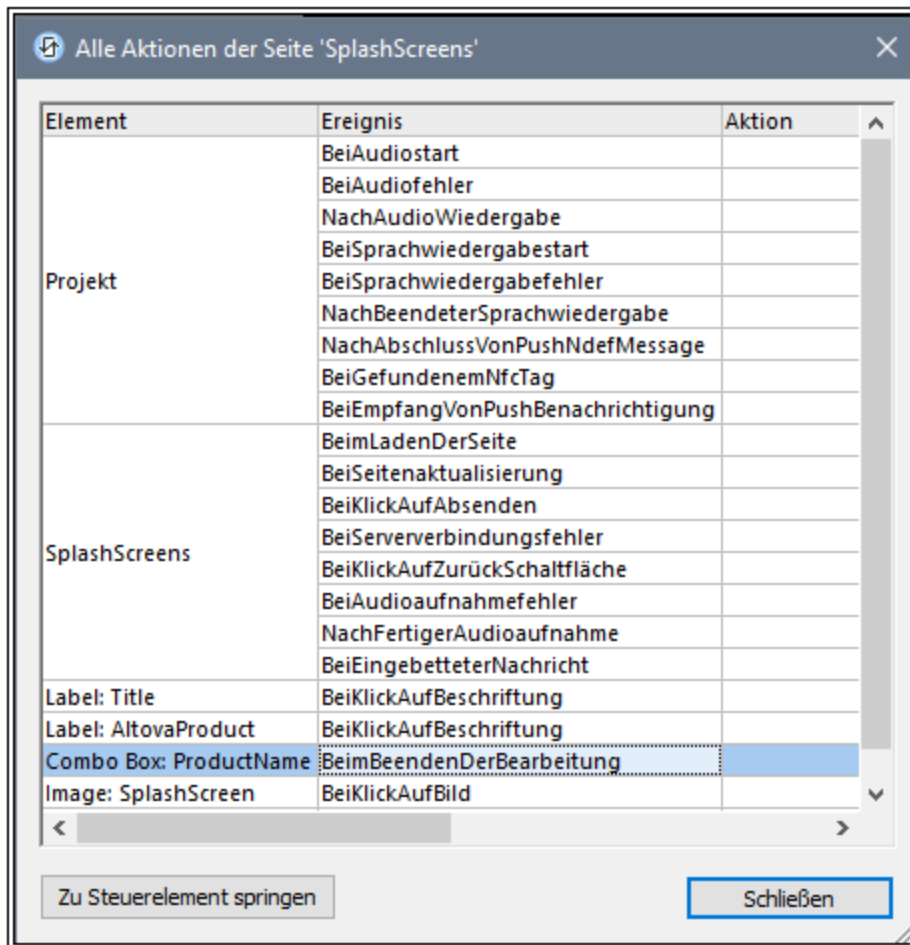 Alle Aktionen der Seite 'SplashScreens'
Element Ereignis Aktion
Projekt
BeiAudiostart
BeiAudiofehler
NachAudioWiedergabe
BeiSprachwiedergabestart
BeiSprachwiedergabefehler
NachBeendeterSprachwiedergabe
NachAbschlussVonPushNdefMessage
BeiGefundenemNfcTag
BeiEmpfangVonPushBenachrichtigung
SplashScreens
BeimLadenDerSeite
BeiSeitenaktualisierung
BeiKlickAufAbsenden
BeiSerververbindungsfehler
BeiKlickAufZurückSchaltfläche
BeiAudioaufnahmefehler
NachFertigerAudioaufnahme
BeiEingebetteterNachricht
Label: Title BeiKlickAufBeschriftung
Label: AltovaProduct BeiKlickAufBeschriftung
Combo Box: ProductName BeimBeendenDerBearbeitung
Image: SplashScreen BeiKlickAufBild
Zu Steuerelement springen Schließen